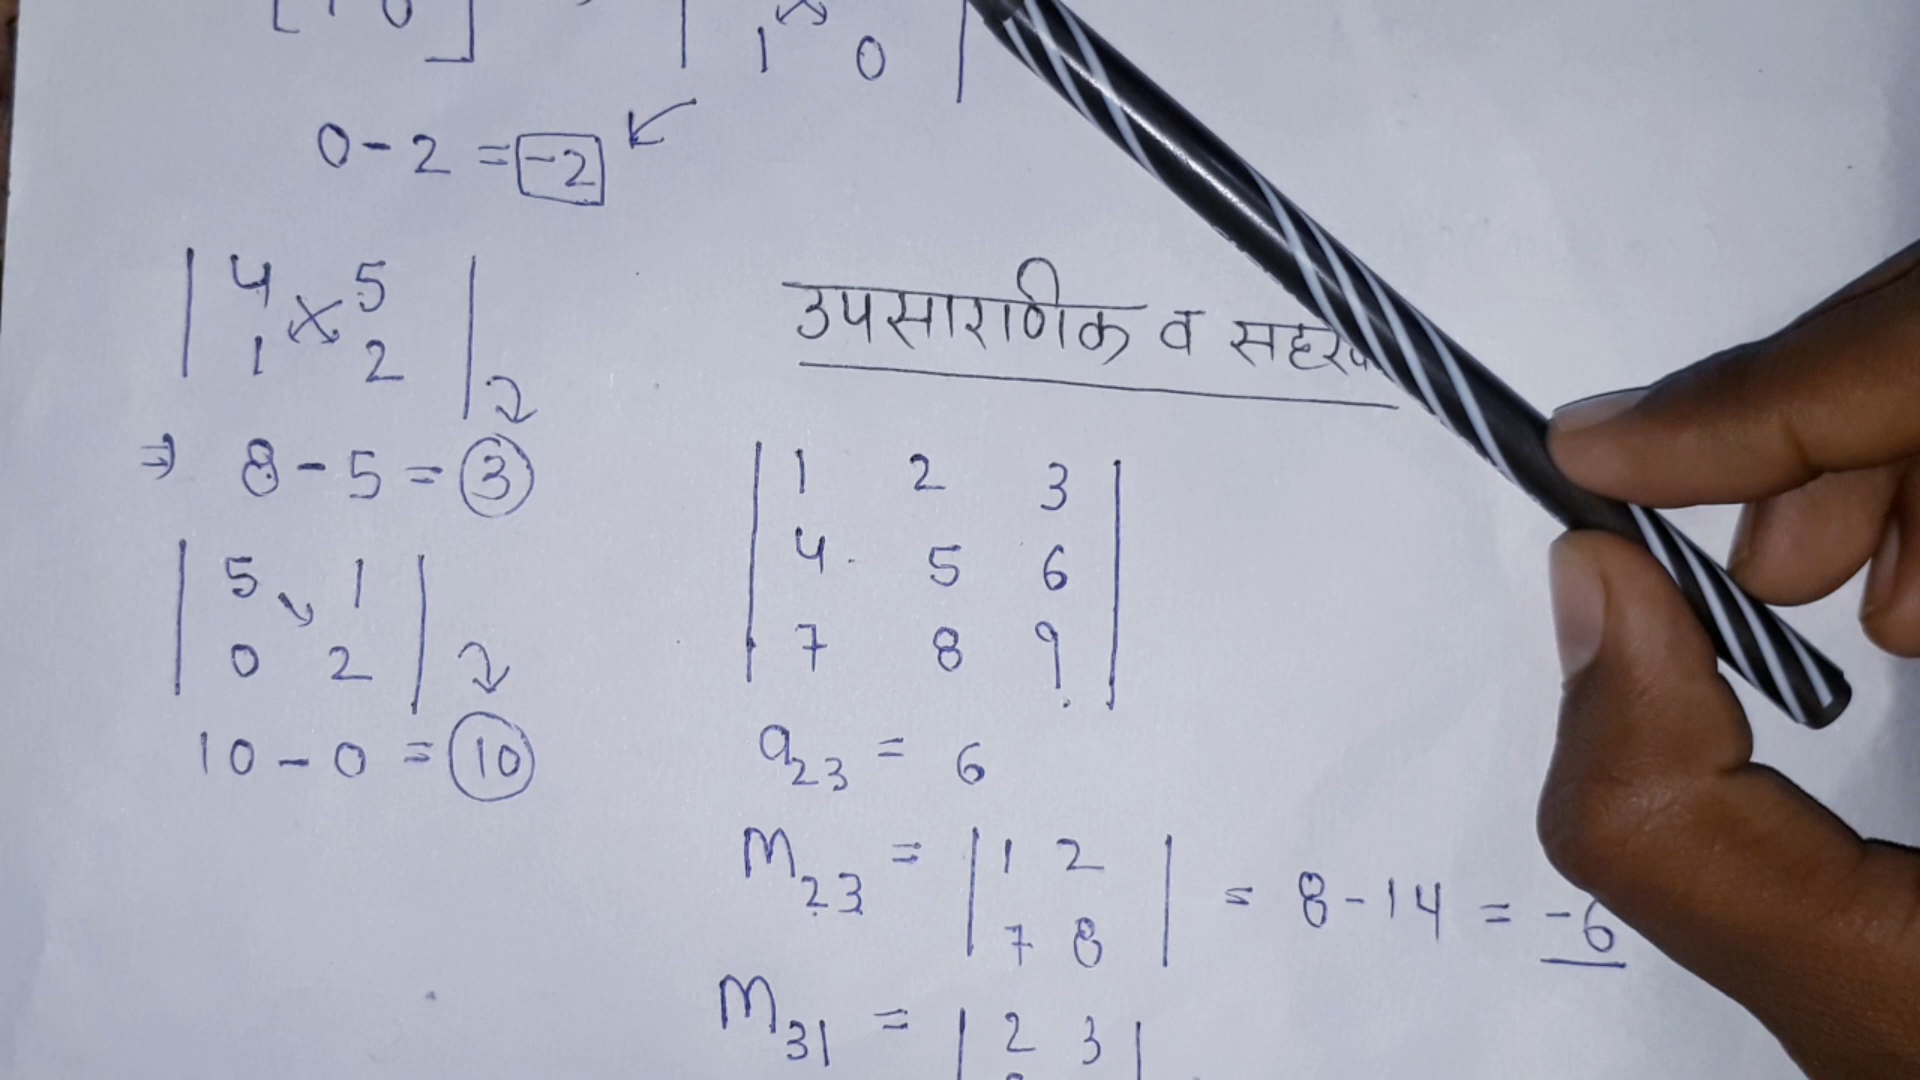 1 0
0 - 2 = -2
| 4 5 |
| 1 2 |
⇒ 8 - 5 = 3
| 5 1 |
| 0 2 |
10 - 0 = 10
उपसारणिक व
| 1 2 3 |
| 4 5 6 |
| 7 8 9 |
a23 = 6
M23 = | 1 2 |
| 7 8 | = 8 - 14 = -6
M31 = | 2 3 |